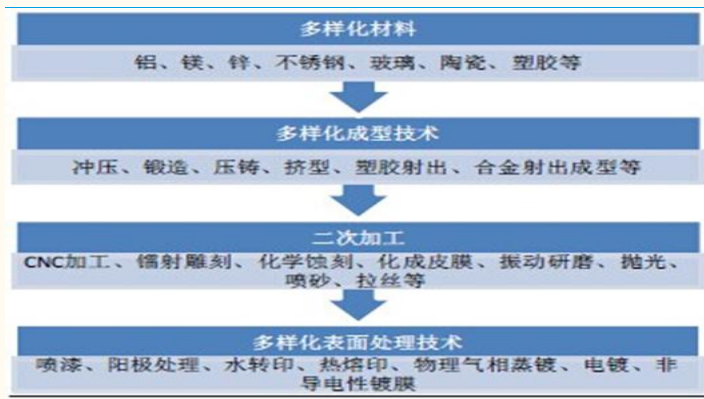 多样化材料
铝、镁、锌、不锈钢、玻璃、陶瓷、塑胶等
多样化成型技术
冲压、锻造、压铸、挤型、塑胶射出、合金射出成型等
二次加工
CNC加工、镭射雕刻、化学蚀刻、化成皮膜、振动研磨、抛光、
喷砂、拉丝等
多样化表面处理技术
喷漆、阳极处理、水转印、热熔印、物理气相蒸镀、电镀、非
导电性镀膜